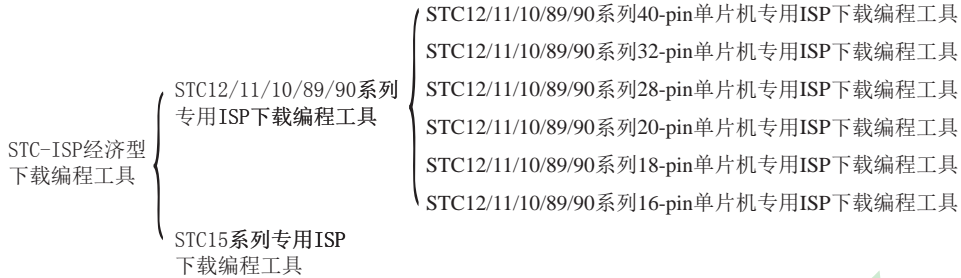 STC-ISP经济型
下载编程工具
STC12/11/10/89/90系列
专用ISP下载编程工具
STC12/11/10/89/90系列40-pin单片机专用ISP下载编程工具
STC12/11/10/89/90系列32-pin单片机专用ISP下载编程工具
STC12/11/10/89/90系列28-pin单片机专用ISP下载编程工具
STC12/11/10/89/90系列20-pin单片机专用ISP下载编程工具
STC12/11/10/89/90系列18-pin单片机专用ISP下载编程工具
STC12/11/10/89/90系列16-pin单片机专用ISP下载编程工具
STC15系列专用ISP
下载编程工具